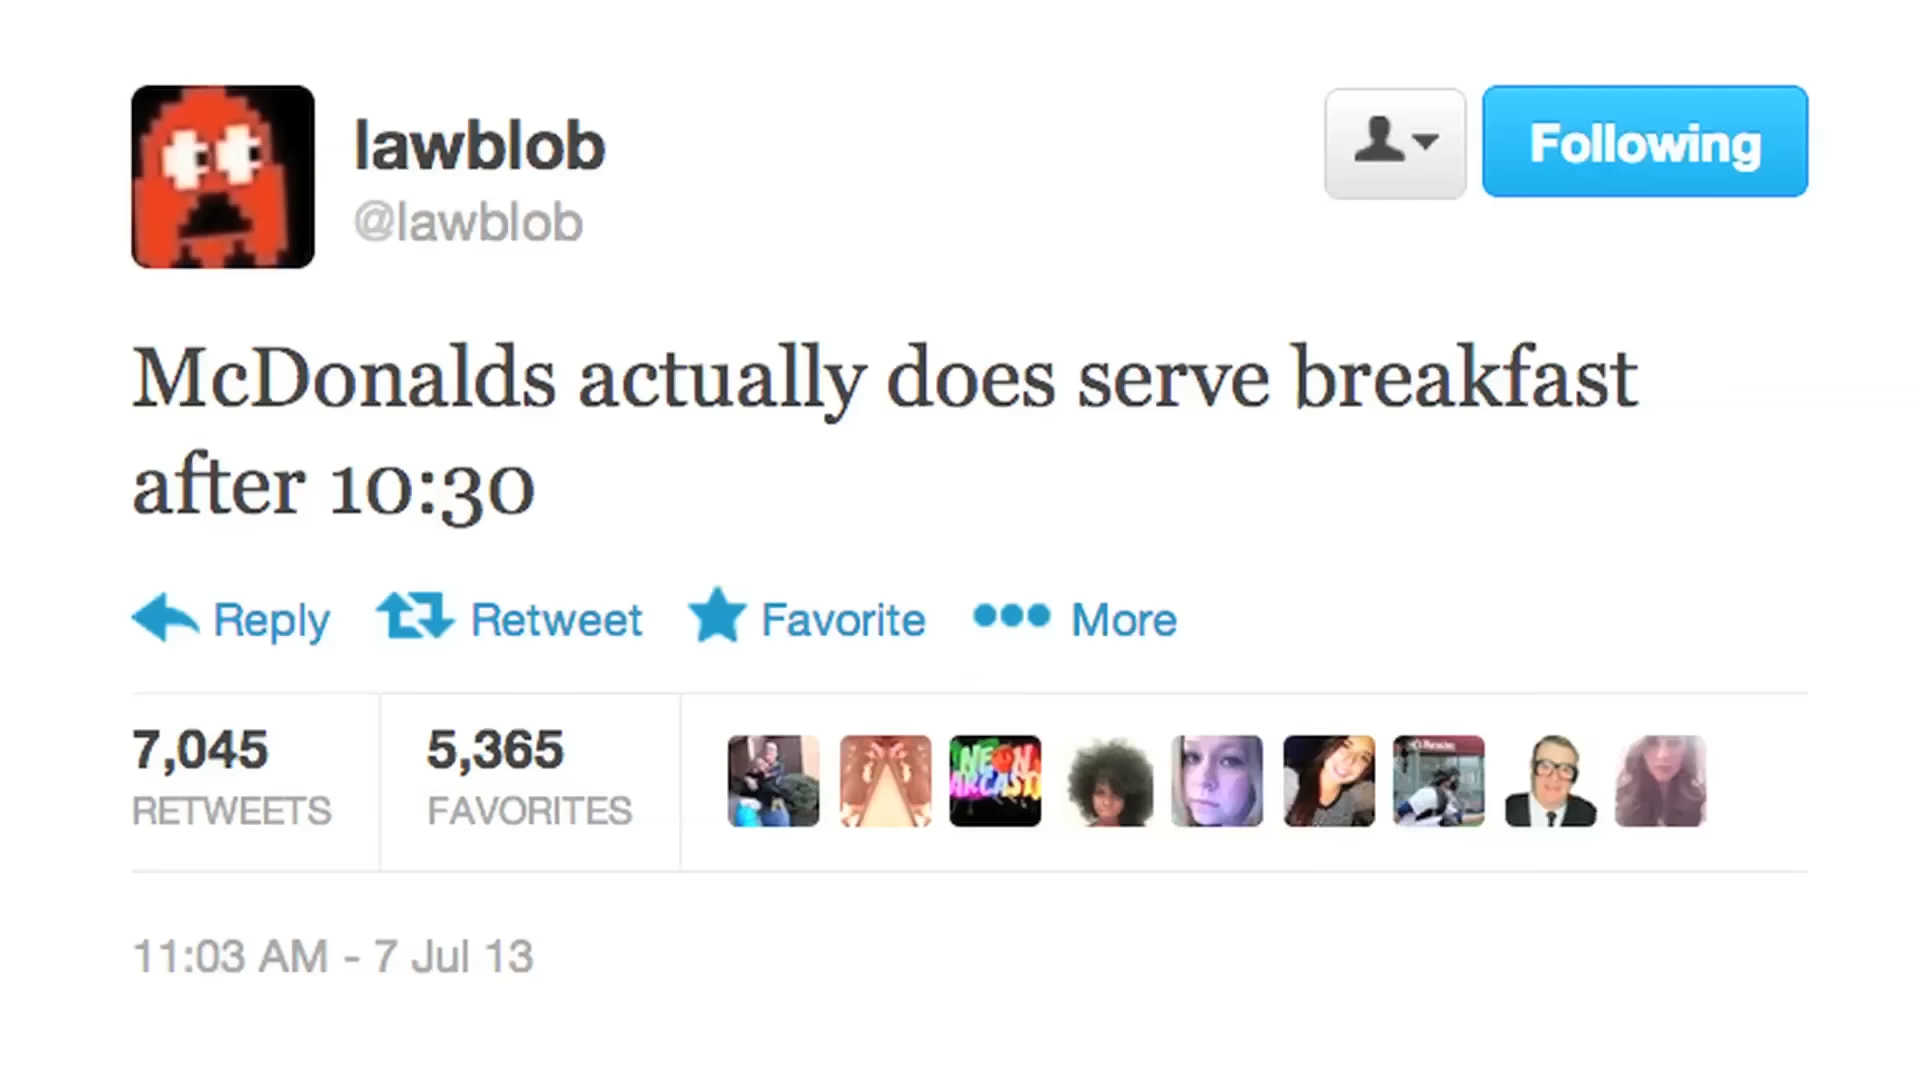 lawblob
@lawblob
Following
McDonalds actually does serve breakfast
after 10:30
Reply Retweet Favorite More
7,045 5,365
RETWEETS FAVORITES
NEON
11:03 AM - 7 Jul 13